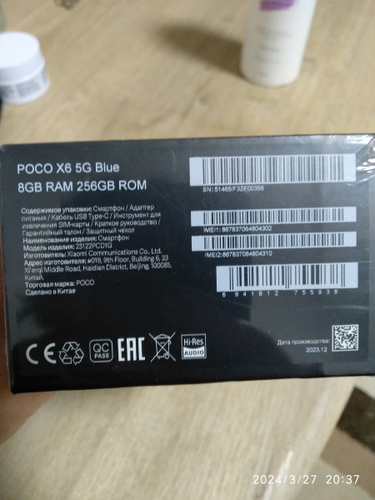 POCO X6 5G Blue
8GB RAM 256GB ROM
Содержимое упаковки: Смартфон / Адаптер
питания / Кабель USB Type-C / Инструмент для
извлечения SIM-карты / Краткое руководство /
Гарантийный талон / Защитный чехол
Наименование изделия: Смартфон
Модель изделия: 23122PCD1G
Изготовитель: Xiaomi Communications Co., Ltd.
Адрес изготовителя: #019, 9th Floor, Building 6, 33
Xi'erqi Middle Road, Haidian District, Beijing, 100085,
Китай.
Торговая марка: POCO
Сделано в Китае
SN: 51465/F3ZE00356
IMEI1: 867837064804302
IMEI2: 867837064804310
6 941812 755938
CE
QC
PASS
EAC
Hi-Res
AUDIO
Дата производства:
2023.12
2024/3/27 20:37